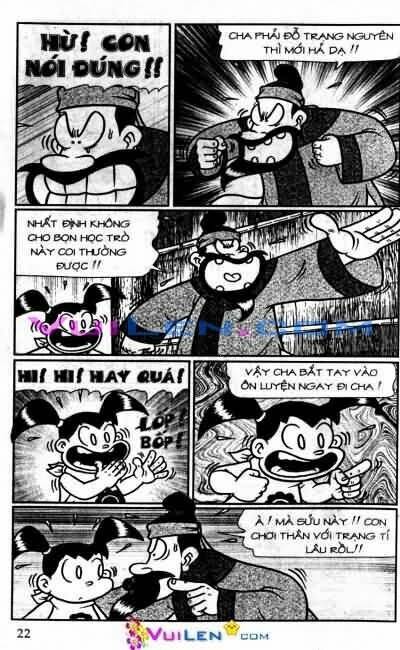 HỪ! CON
NÓI ĐÚNG!!
CHA PHẢI ĐỖ TRẠNG NGUYÊN
THÌ MỚI HẢ DẠ!!
NHẤT ĐỊNH KHÔNG
CHO BỌN HỌC TRÒ
NÀY COI THƯỜNG
ĐƯỢC!!
VUILEN.COM
HI! HI! HAY QUÁ!
LỐP!
BỐP!
VẬY CHA BẮT TAY VÀO
ÔN LUYỆN NGAY ĐI CHA!
À! MÀ SỬU NÀY!! CON
CHƠI THÂN VỚI TRẠNG TÍ
LÂU RỒI..!!
22
VUILEN.COM